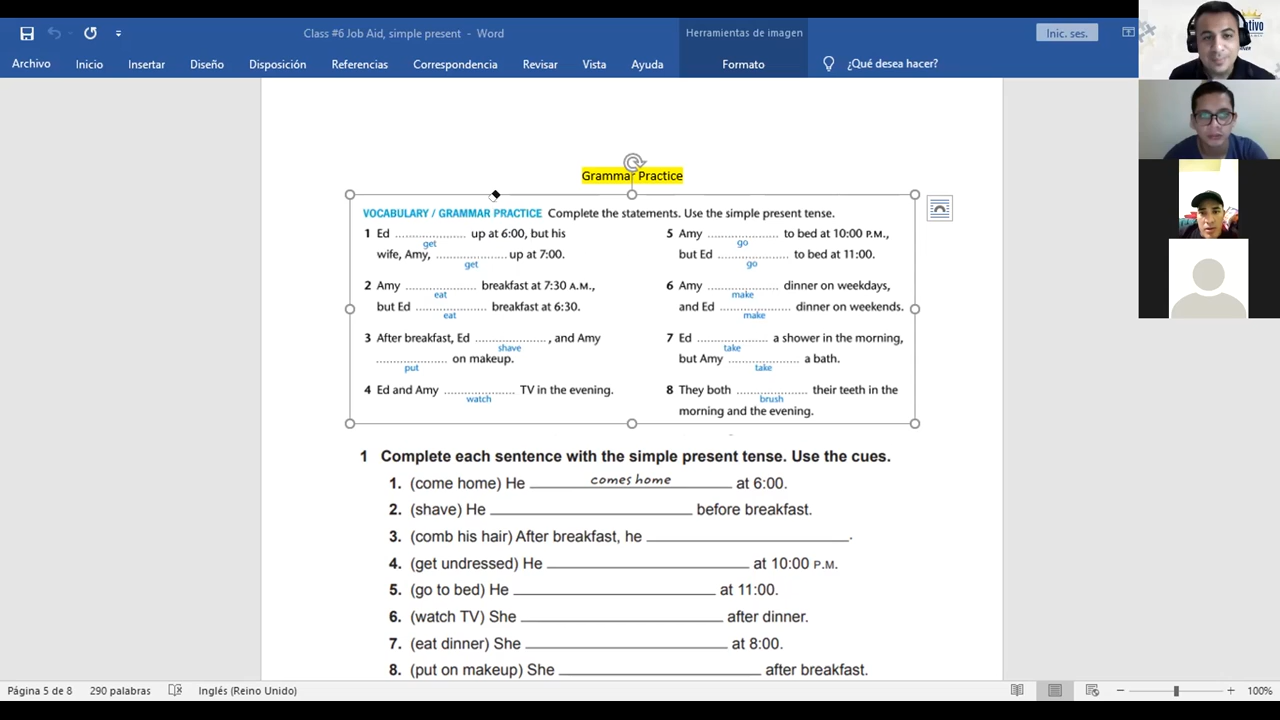 Class #6 Job Aid, simple present - Word
Herramientas de imagen
Inic. ses.
Archivo Inicio Insertar Diseño Disposición Referencias Correspondencia Revisar Vista Ayuda Formato ¿Qué desea hacer?
Grammar Practice
VOCABULARY / GRAMMAR PRACTICE Complete the statements. Use the simple present tense.
1 Ed .................. up at 6:00, but his
get
wife, Amy, .................. up at 7:00.
get
2 Amy .................. breakfast at 7:30 A.M.,
eat
but Ed .................. breakfast at 6:30.
eat
3 After breakfast, Ed .................. , and Amy
shave
.................. on makeup.
put
4 Ed and Amy .................. TV in the evening.
watch
5 Amy .................. to bed at 10:00 P.M.,
go
but Ed .................. to bed at 11:00.
go
6 Amy .................. dinner on weekdays,
make
and Ed .................. dinner on weekends.
make
7 Ed .................. a shower in the morning,
take
but Amy .................. a bath.
take
8 They both .................. their teeth in the
brush
morning and the evening.
1 Complete each sentence with the simple present tense. Use the cues.
1. (come home) He comes home at 6:00.
2. (shave) He ____________________ before breakfast.
3. (comb his hair) After breakfast, he ____________________.
4. (get undressed) He ____________________ at 10:00 P.M.
5. (go to bed) He ____________________ at 11:00.
6. (watch TV) She ____________________ after dinner.
7. (eat dinner) She ____________________ at 8:00.
8. (put on makeup) She ____________________ after breakfast.
Página 5 de 8 290 palabras Inglés (Reino Unido) 100%